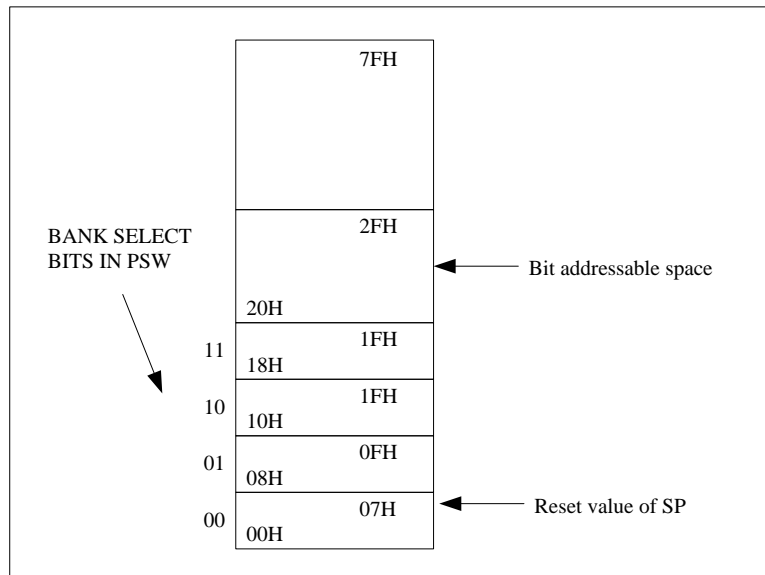 7FH
2FH
BANK SELECT
BITS IN PSW
Bit addressable space
20H
11
1FH
18H
10
1FH
10H
01
0FH
08H
Reset value of SP
00
07H
00H